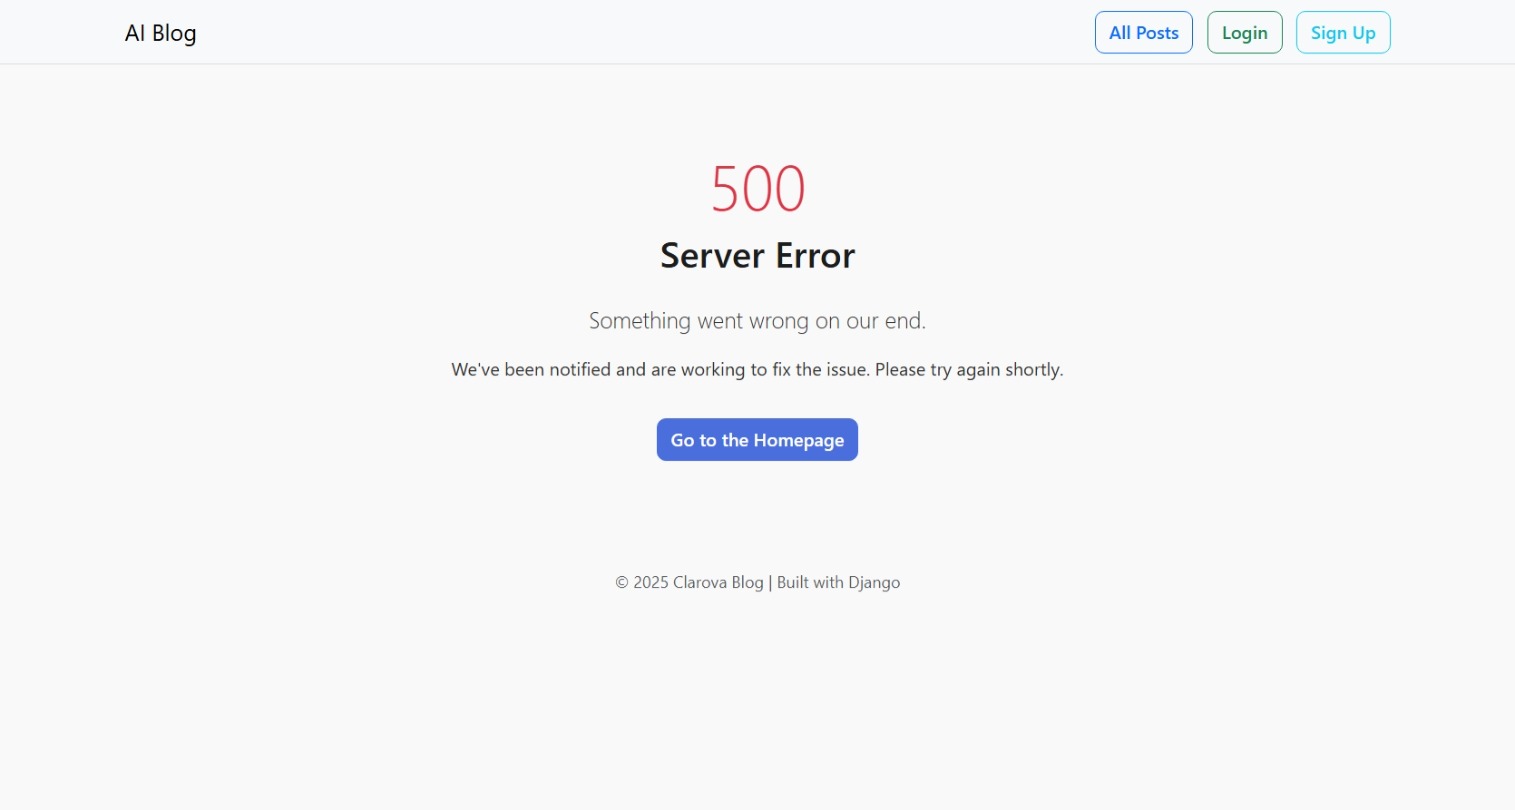 AI Blog
All Posts
Login
Sign Up
500
Server Error
Something went wrong on our end.
We've been notified and are working to fix the issue. Please try again shortly.
Go to the Homepage
© 2025 Clarova Blog | Built with Django